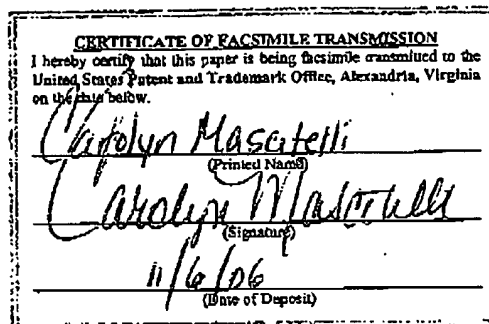 CERTIFICATE OF FACSIMILE TRANSMISSION
I hereby certify that this paper is being facsimile transmitted to the
United States Patent and Trademark Office, Alexandria, Virginia
on the date below.
Carolyn Mascitelli
(Printed Name)
Carolyn Mascitelli
(Signature)
11/6/06
(Date of Deposit)